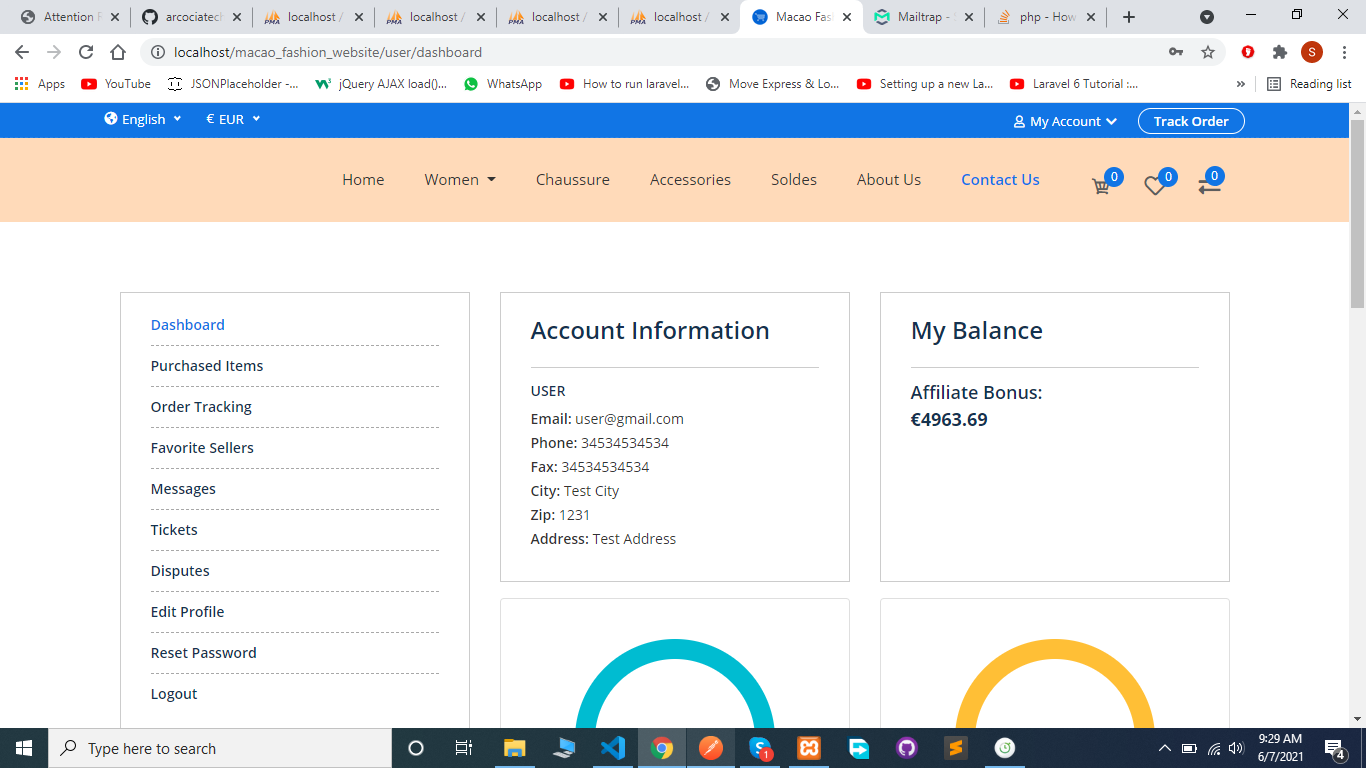 Attention P
arcociatech
localhost /
localhost /
localhost /
localhost /
Macao Fas
Mailtrap -
php - How
localhost/macao_fashion_website/user/dashboard
S
Apps
YouTube
JSONPlaceholder -...
jQuery AJAX load()...
WhatsApp
How to run laravel...
Move Express & Lo...
Setting up a new La...
Laravel 6 Tutorial :...
»
Reading list
English
€ EUR
My Account
Track Order
Home
Women
Chaussure
Accessories
Soldes
About Us
Contact Us
0
0
0
Dashboard
Purchased Items
Order Tracking
Favorite Sellers
Messages
Tickets
Disputes
Edit Profile
Reset Password
Logout
Account Information
USER
Email: user@gmail.com
Phone: 34534534534
Fax: 34534534534
City: Test City
Zip: 1231
Address: Test Address
My Balance
Affiliate Bonus:
€4963.69
Type here to search
1
9:29 AM
6/7/2021
4